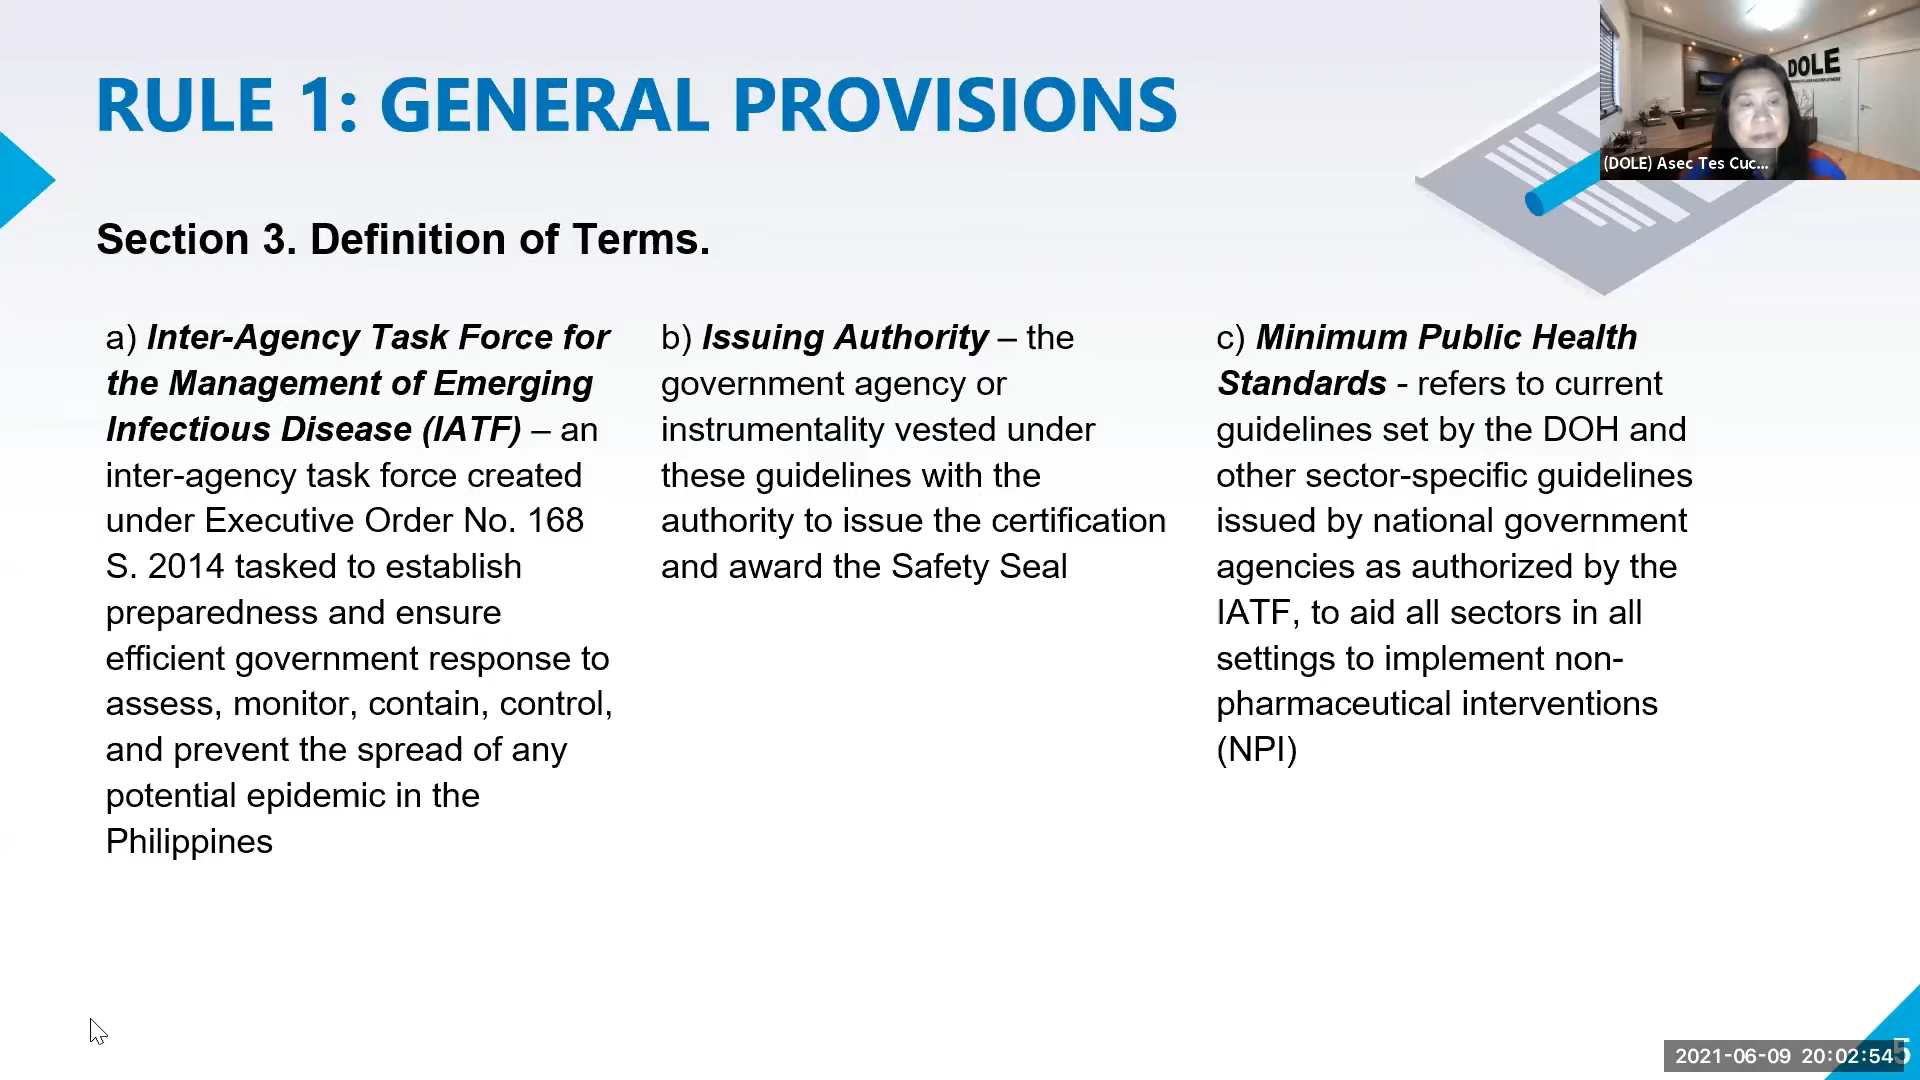 RULE 1: GENERAL PROVISIONS
DOLE
(DOLE) Asec Tes Cuc...
Section 3. Definition of Terms.
a) Inter-Agency Task Force for
the Management of Emerging
Infectious Disease (IATF) – an
inter-agency task force created
under Executive Order No. 168
S. 2014 tasked to establish
preparedness and ensure
efficient government response to
assess, monitor, contain, control,
and prevent the spread of any
potential epidemic in the
Philippines
b) Issuing Authority – the
government agency or
instrumentality vested under
these guidelines with the
authority to issue the certification
and award the Safety Seal
c) Minimum Public Health
Standards - refers to current
guidelines set by the DOH and
other sector-specific guidelines
issued by national government
agencies as authorized by the
IATF, to aid all sectors in all
settings to implement non-
pharmaceutical interventions
(NPI)
2021-06-09 20:02:54
5